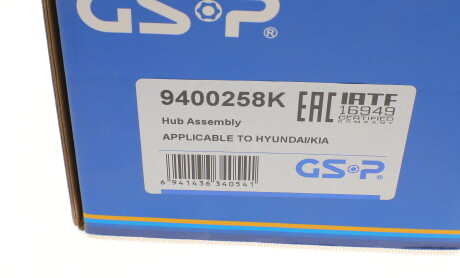 GSP®
9400258K
Hub Assembly
APPLICABLE TO HYUNDAI/KIA
EAC
IATF
16949
CERTIFIED
COMPANY
6 941436 340541
GSP